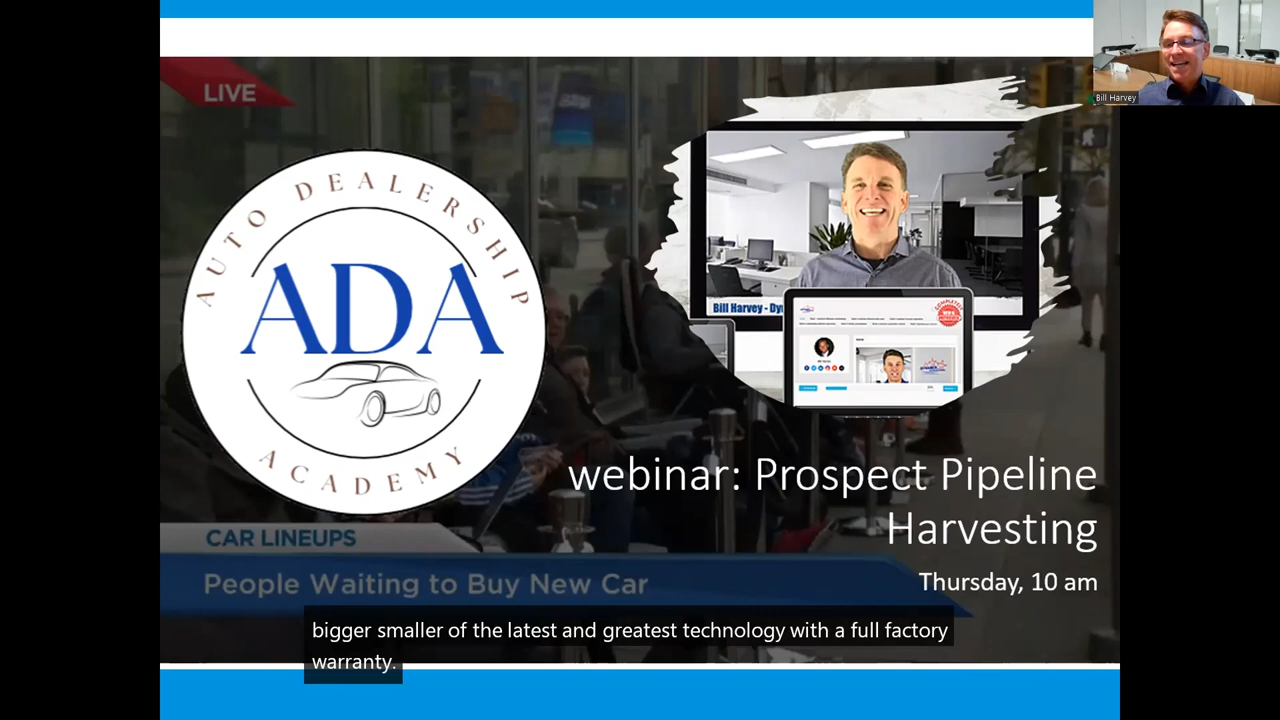 LIVE
AUTO DEALERSHIP
ADA
ACADEMY
Bill Harvey
Bill Harvey - Dy
COMPLETELY
webinar: Prospect Pipeline
Harvesting
Thursday, 10 am
CAR LINEUPS
People Waiting to Buy New Car
bigger smaller of the latest and greatest technology with a full factory
warranty.